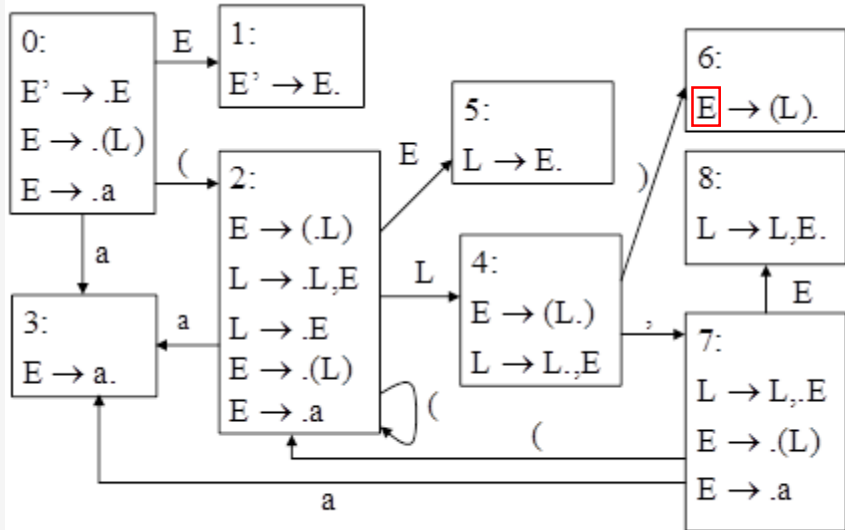 0:
E’ → .E
E → .(L)
E → .a
E
1:
E’ → E.
(
a
2:
E → (.L)
L → .L,E
L → .E
E → .(L)
E → .a
a
3:
E → a.
E
5:
L → E.
L
4:
E → (L.)
L → L.,E
)
6:
E → (L).
8:
L → L,E.
E
,
7:
L → L,.E
E → .(L)
E → .a
(
(
a